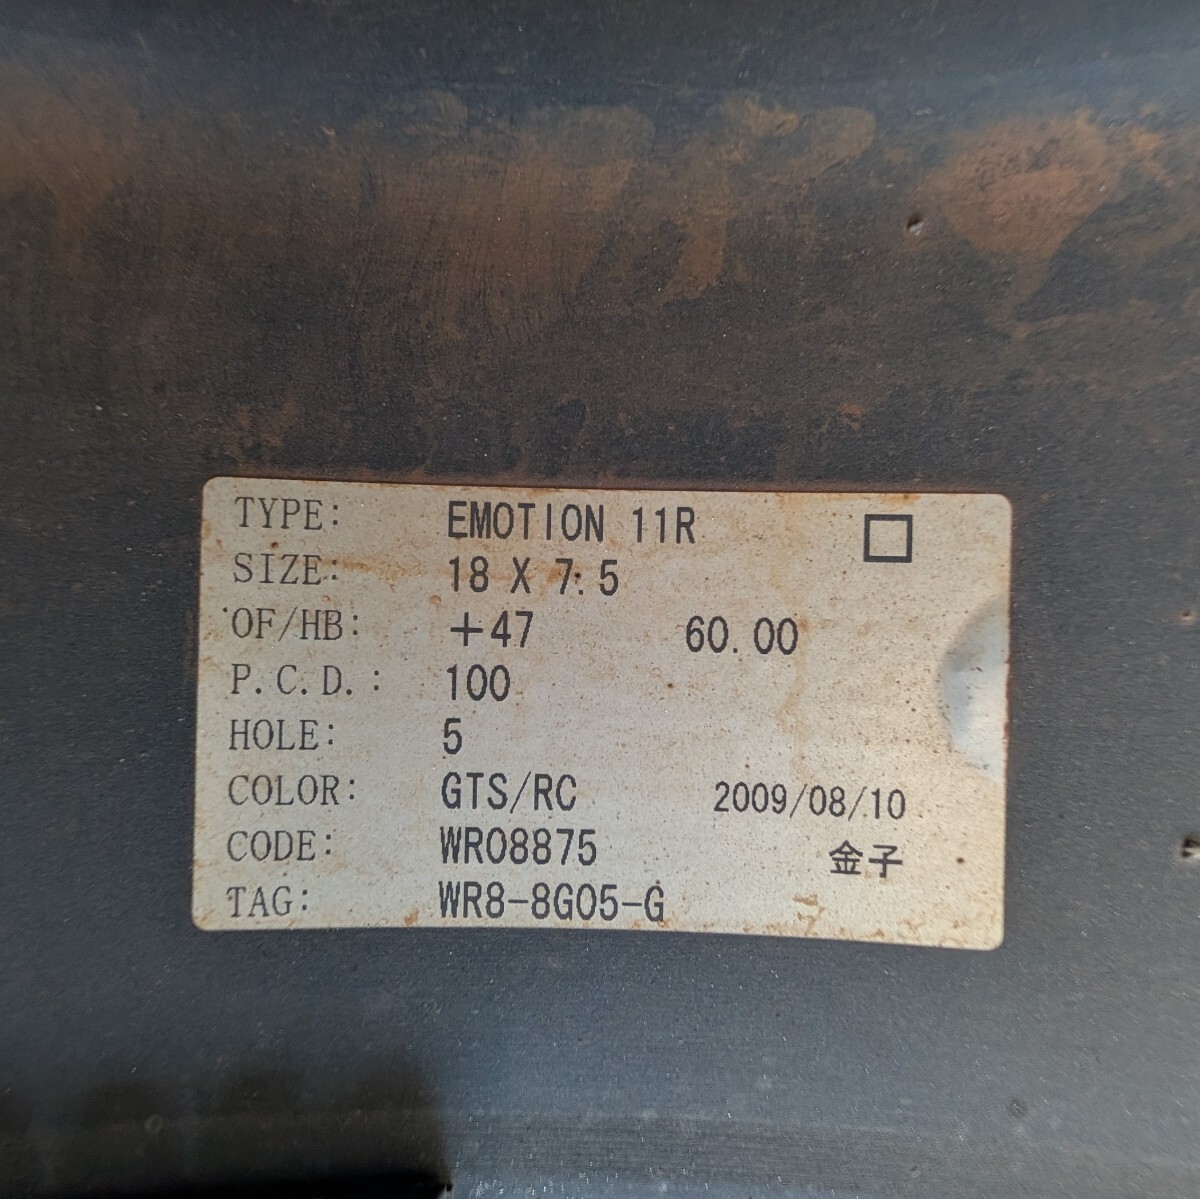 TYPE: EMOTION 11R □
SIZE: 18 X 7.5
OF/HB: +47 60.00
P.C.D.: 100
HOLE: 5
COLOR: GTS/RC 2009/08/10
CODE: WR08875 金子
TAG: WR8-8G05-G